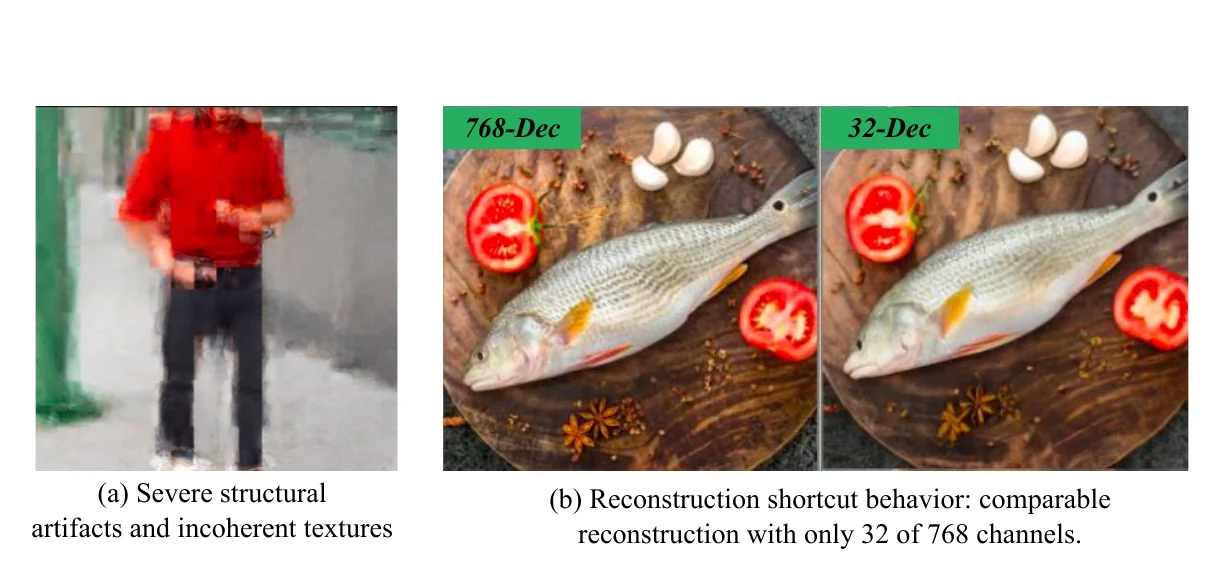 768-Dec
32-Dec
(a) Severe structural
artifacts and incoherent textures
(b) Reconstruction shortcut behavior: comparable
reconstruction with only 32 of 768 channels.